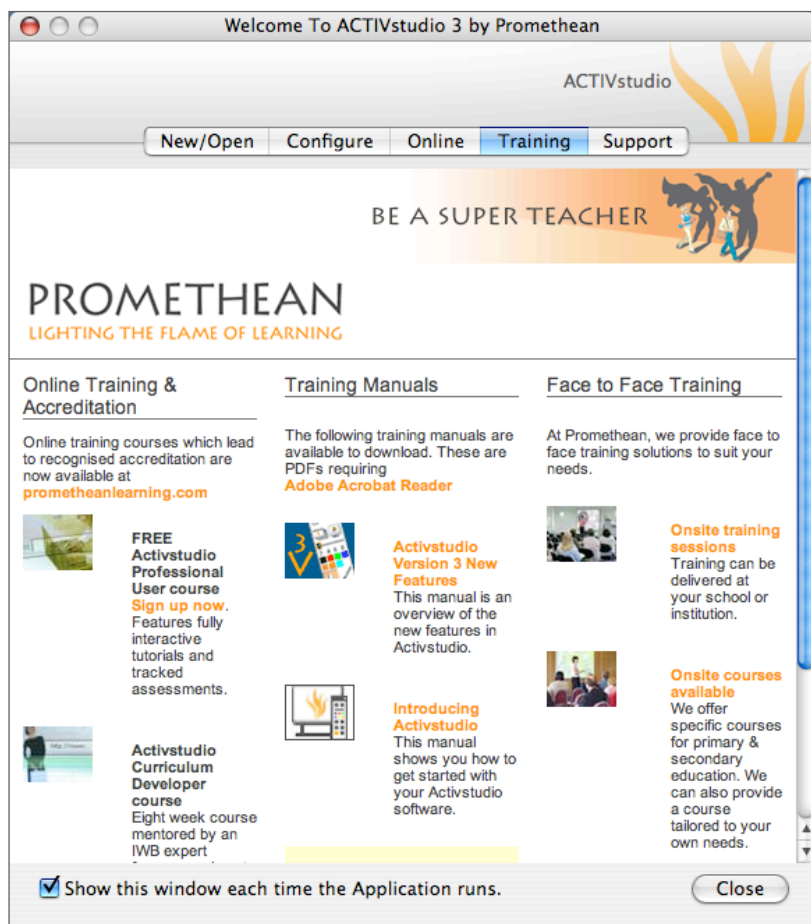 Welcome To ACTIVstudio 3 by Promethean
ACTIVstudio
New/Open Configure Online Training Support
BE A SUPER TEACHER
PROMETHEAN
LIGHTING THE FLAME OF LEARNING
Online Training &
Accreditation
Online training courses which lead
to recognised accreditation are
now available at
prometheanlearning.com
FREE
Activstudio
Professional
User course
Sign up now.
Features fully
interactive
tutorials and
tracked
assessments.
Activstudio
Curriculum
Developer
course
Eight week course
mentored by an
IWB expert
Training Manuals
The following training manuals are
available to download. These are
PDFs requiring
Adobe Acrobat Reader
3
Activstudio
Version 3 New
Features
This manual is an
overview of the
new features in
Activstudio.
Introducing
Activstudio
This manual
shows you how to
get started with
your Activstudio
software.
Face to Face Training
At Promethean, we provide face to
face training solutions to suit your
needs.
Onsite training
sessions
Training can be
delivered at
your school or
institution.
Onsite courses
available
We offer
specific courses
for primary &
secondary
education. We
can also provide
a course
tailored to your
own needs.
Show this window each time the Application runs.
Close